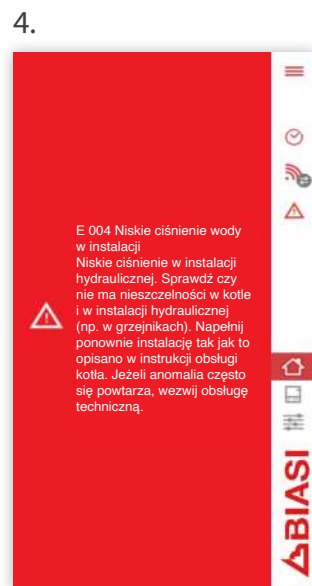 4.
E 004 Niskie ciśnienie wody
w instalacji
Niskie ciśnienie w instalacji
hydraulicznej. Sprawdź czy
nie ma nieszczelności w kotle
i w instalacji hydraulicznej
(np. w grzejnikach). Napełnij
ponownie instalację tak jak to
opisano w instrukcji obsługi
kotła. Jeżeli anomalia często
się powtarza, wezwij obsługę
techniczną.
BIASI